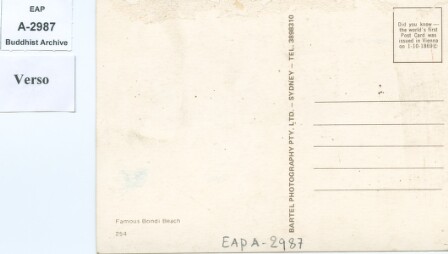 EAP
A-2987
Buddhist Archive
Verso
Did you know —
the world's first
Post Card was
issued in Vienna
on 1-10-1869
BARTEL PHOTOGRAPHY PTY. LTD. — SYDNEY — TEL. 3898310
Famous Bondi Beach
254
EAP A-2987